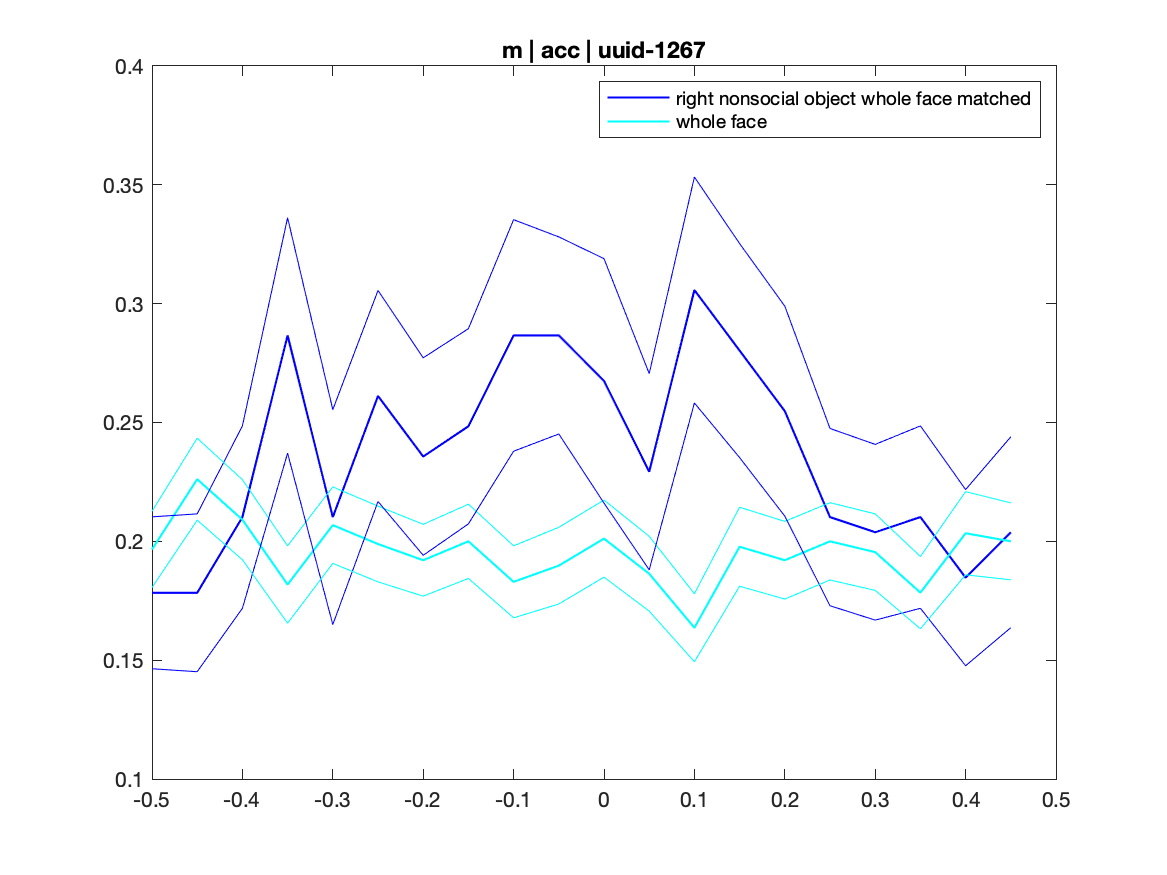 m | acc | uuid-1267
right nonsocial object whole face matched
whole face
0.4
0.35
0.3
0.25
0.2
0.15
0.1
-0.5 -0.4 -0.3 -0.2 -0.1 0 0.1 0.2 0.3 0.4 0.5